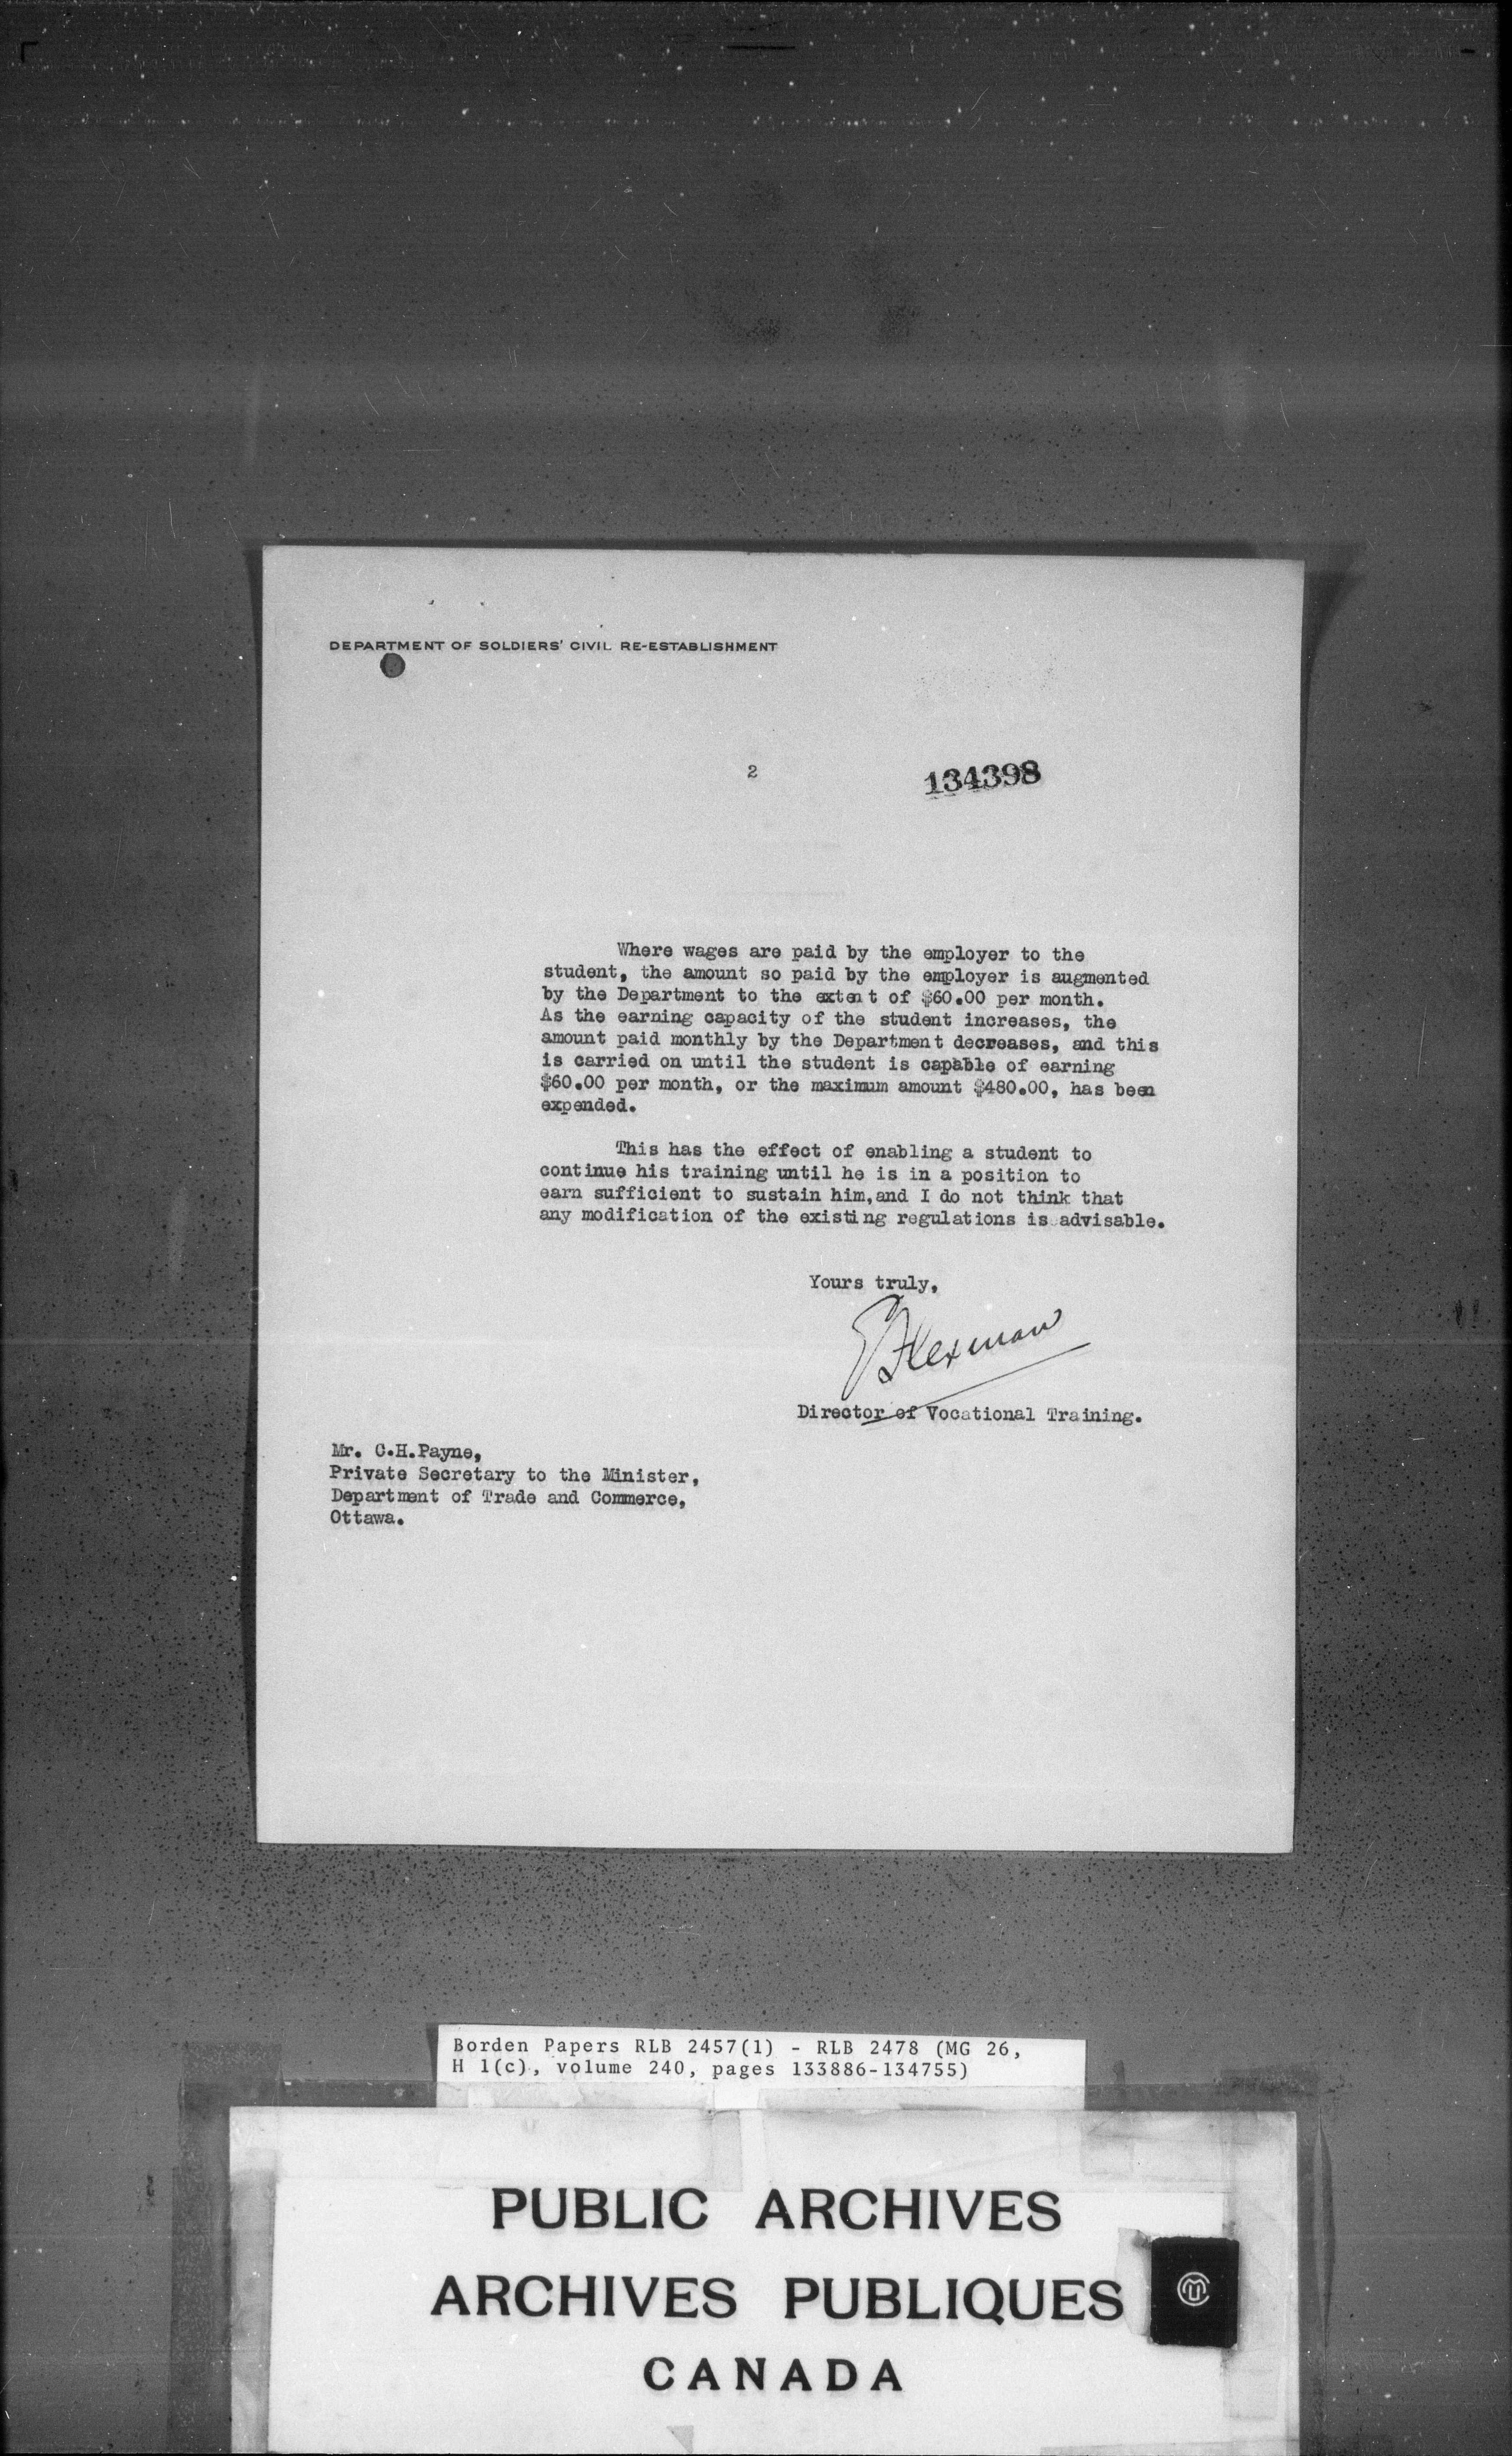 DEPARTMENT OF SOLDIERS' CIVIL RE-ESTABLISHMENT
2
134398
Where wages are paid by the employer to the
student, the amount so paid by the employer is augmented
by the Department to the extent of $60.00 per month.
As the earning capacity of the student increases, the
amount paid monthly by the Department decreases, and this
is carried on until the student is capable of earning
$60.00 per month, or the maximum amount $480.00, has been
expended.
This has the effect of enabling a student to
continue his training until he is in a position to
earn sufficient to sustain him,and I do not think that
any modification of the existing regulations is advisable.
Yours truly,
Flexman
Director of Vocational Training.
Mr. C.H.Payne,
Private Secretary to the Minister,
Department of Trade and Commerce,
Ottawa.
Borden Papers RLB 2457(1) - RLB 2478 (MG 26,
H 1(c), volume 240, pages 133886-134755)
PUBLIC ARCHIVES
ARCHIVES PUBLIQUES
CANADA